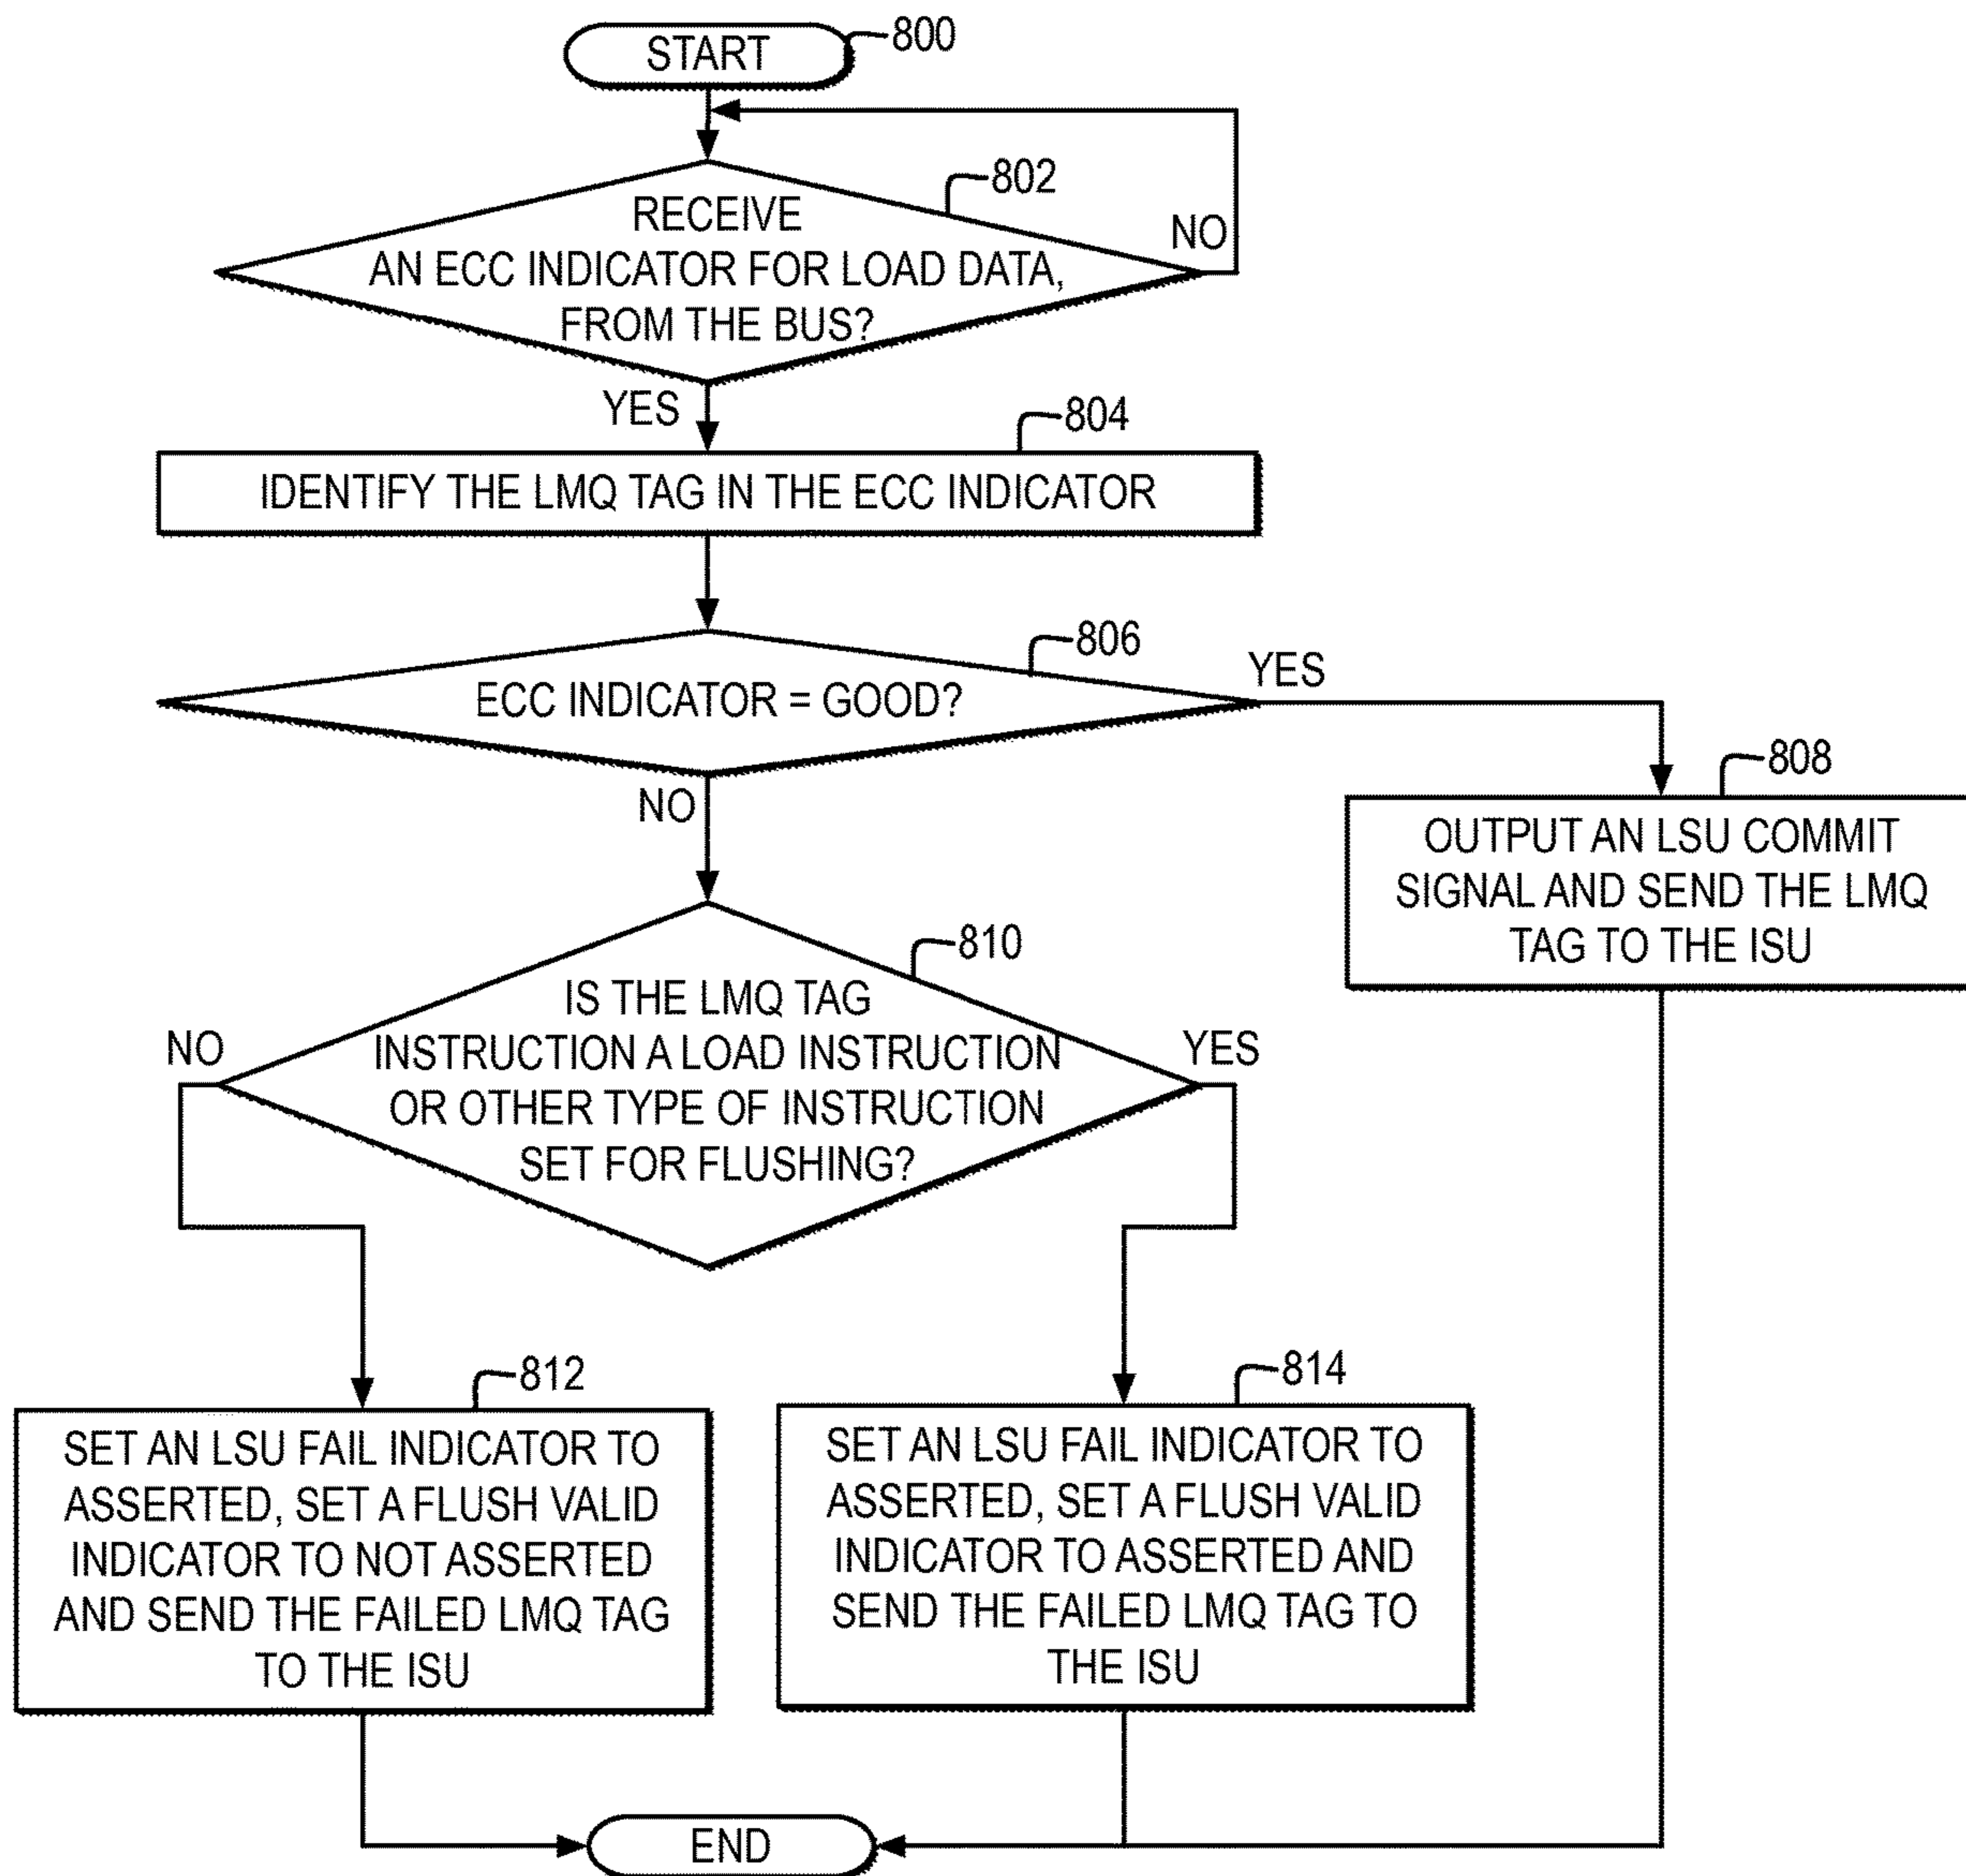 START
800
802
RECEIVE
AN ECC INDICATOR FOR LOAD DATA,
FROM THE BUS?
NO
YES
804
IDENTIFY THE LMQ TAG IN THE ECC INDICATOR
806
ECC INDICATOR = GOOD?
YES
NO
808
OUTPUT AN LSU COMMIT
SIGNAL AND SEND THE LMQ
TAG TO THE ISU
810
IS THE LMQ TAG
INSTRUCTION A LOAD INSTRUCTION
OR OTHER TYPE OF INSTRUCTION
SET FOR FLUSHING?
NO
YES
812
SET AN LSU FAIL INDICATOR TO
ASSERTED, SET A FLUSH VALID
INDICATOR TO NOT ASSERTED
AND SEND THE FAILED LMQ TAG
TO THE ISU
814
SET AN LSU FAIL INDICATOR TO
ASSERTED, SET A FLUSH VALID
INDICATOR TO ASSERTED AND
SEND THE FAILED LMQ TAG TO
THE ISU
END